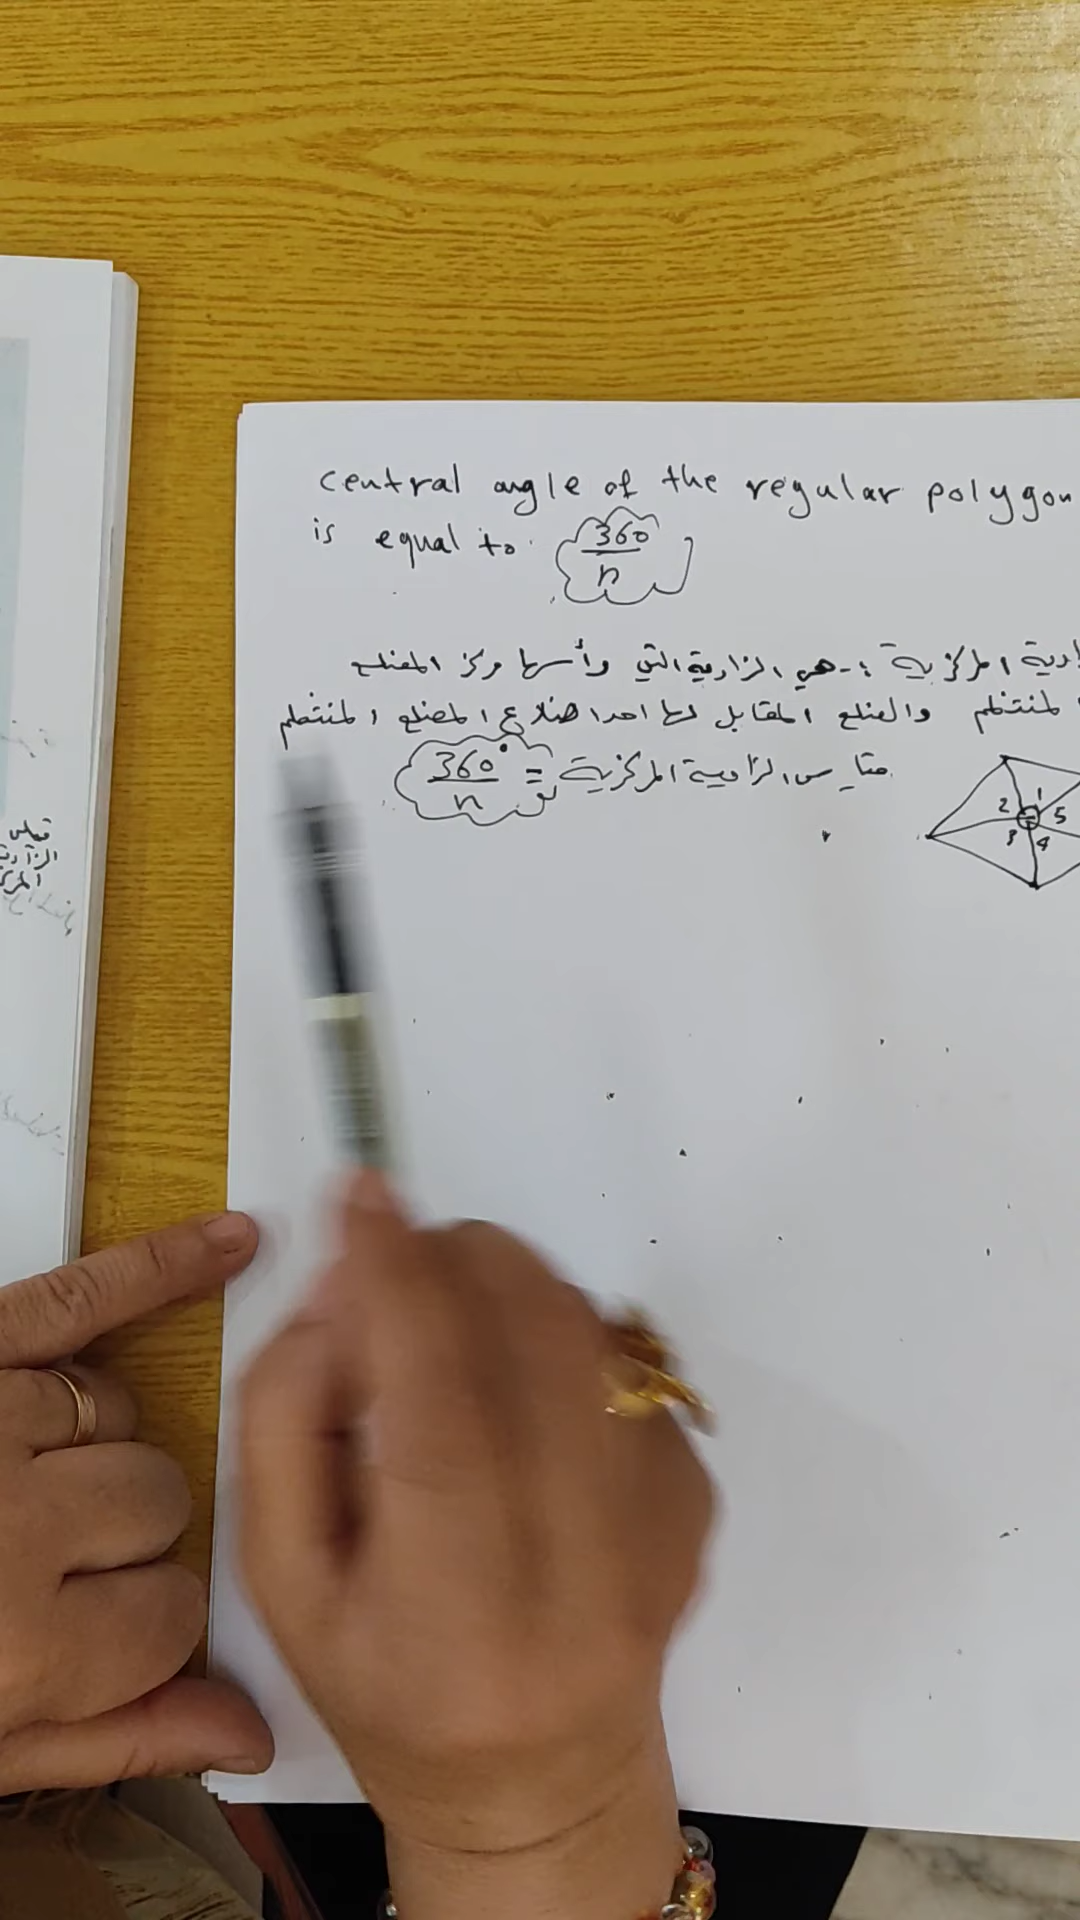 central angle of the regular polygon
is equal to 360/n
المركزية :- هي الزاوية التي رأسها مركز المضلع
المنتظم والضلع المقابل لها احد اضلاع المضلع المنتظم
قياس الزاوية المركزية = 360°/n
1
2
5
3
4
الزاوية